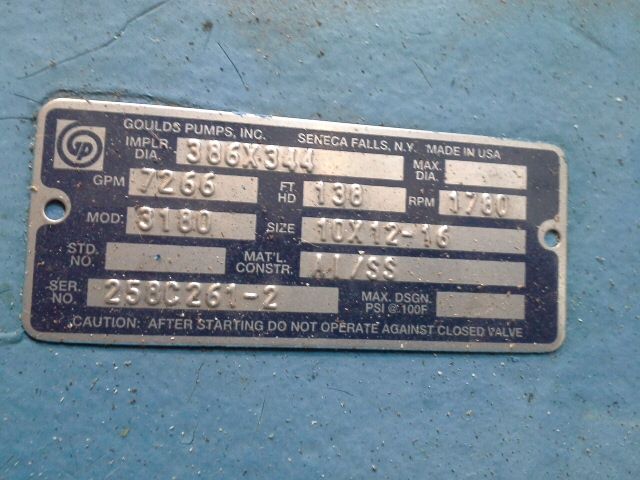 GOULDS PUMPS, INC. SENECA FALLS, N.Y. MADE IN USA
IMPLR. DIA. 386X344 MAX. DIA.
GPM 7266 FT HD 138 RPM 1780
MOD: 3180 SIZE 10X12-16
STD. NO. MAT'L. CONSTR. AI/SS
SER. NO. 258C261-2 MAX. DSGN. PSI @ 100F
CAUTION: AFTER STARTING DO NOT OPERATE AGAINST CLOSED VALVE